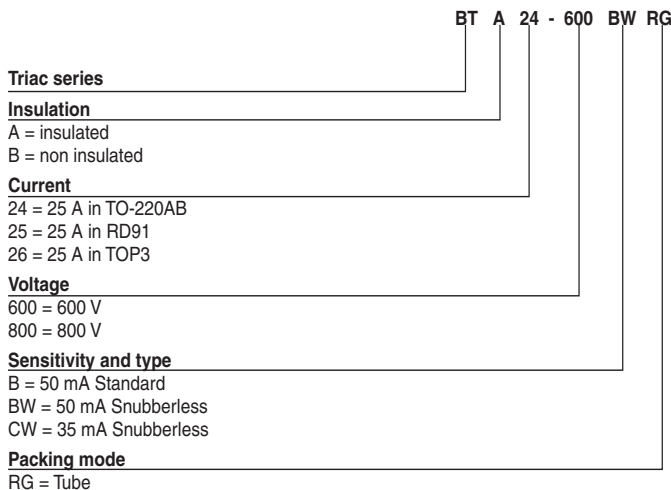 BT A 24 - 600 BW RG
Triac series
Insulation
A = insulated
B = non insulated
Current
24 = 25 A in TO-220AB
25 = 25 A in RD91
26 = 25 A in TOP3
Voltage
600 = 600 V
800 = 800 V
Sensitivity and type
B = 50 mA Standard
BW = 50 mA Snubberless
CW = 35 mA Snubberless
Packing mode
RG = Tube